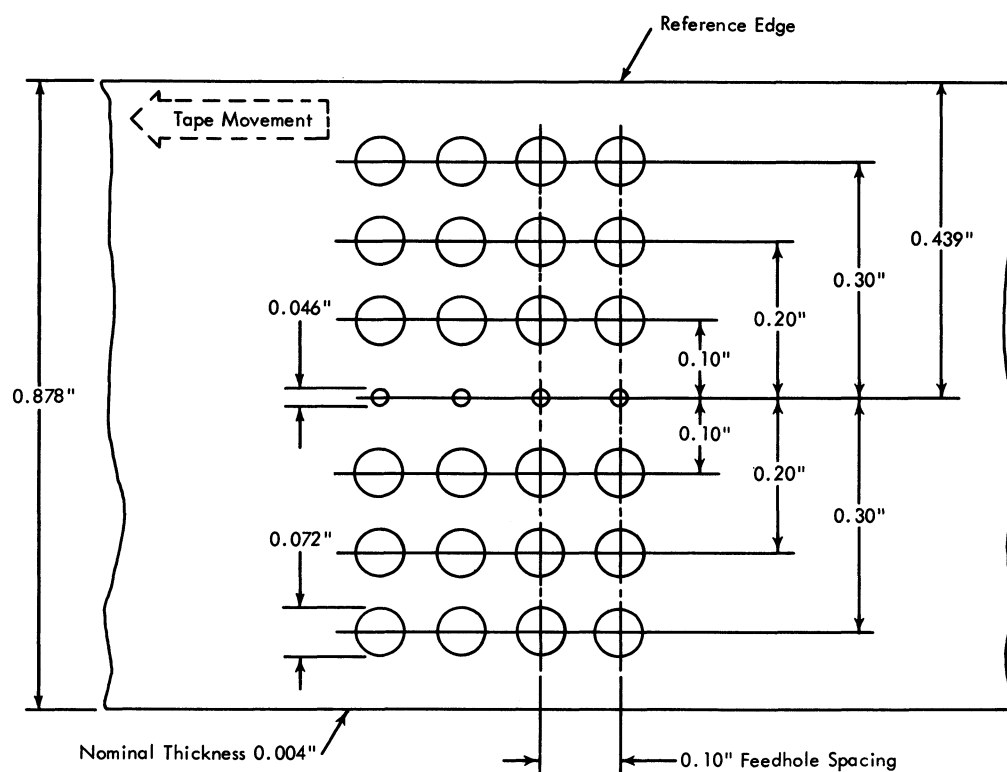 Reference Edge
Tape Movement
0.439"
0.30"
0.046"
0.20"
0.10"
0.878"
0.10"
0.20"
0.30"
0.072"
Nominal Thickness 0.004"
0.10" Feedhole Spacing